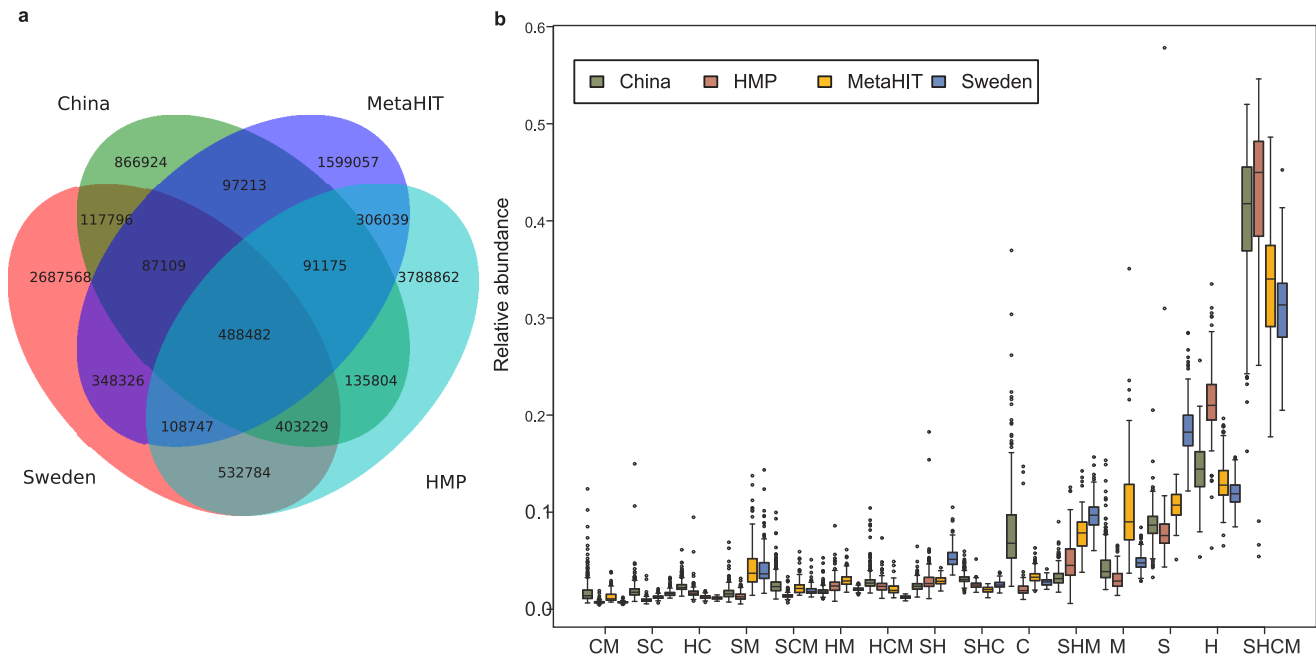 a
China
MetaHIT
866924
1599057
97213
117796
306039
87109
91175
2687568
3788862
488482
348326
135804
108747
403229
Sweden
532784
HMP
b
0.6
China HMP MetaHIT Sweden
0.5
0.4
Relative abundance
0.3
0.2
0.1
0.0
CM SC HC SM SCM HM HCM SH SHC C SHM M S H SHCM